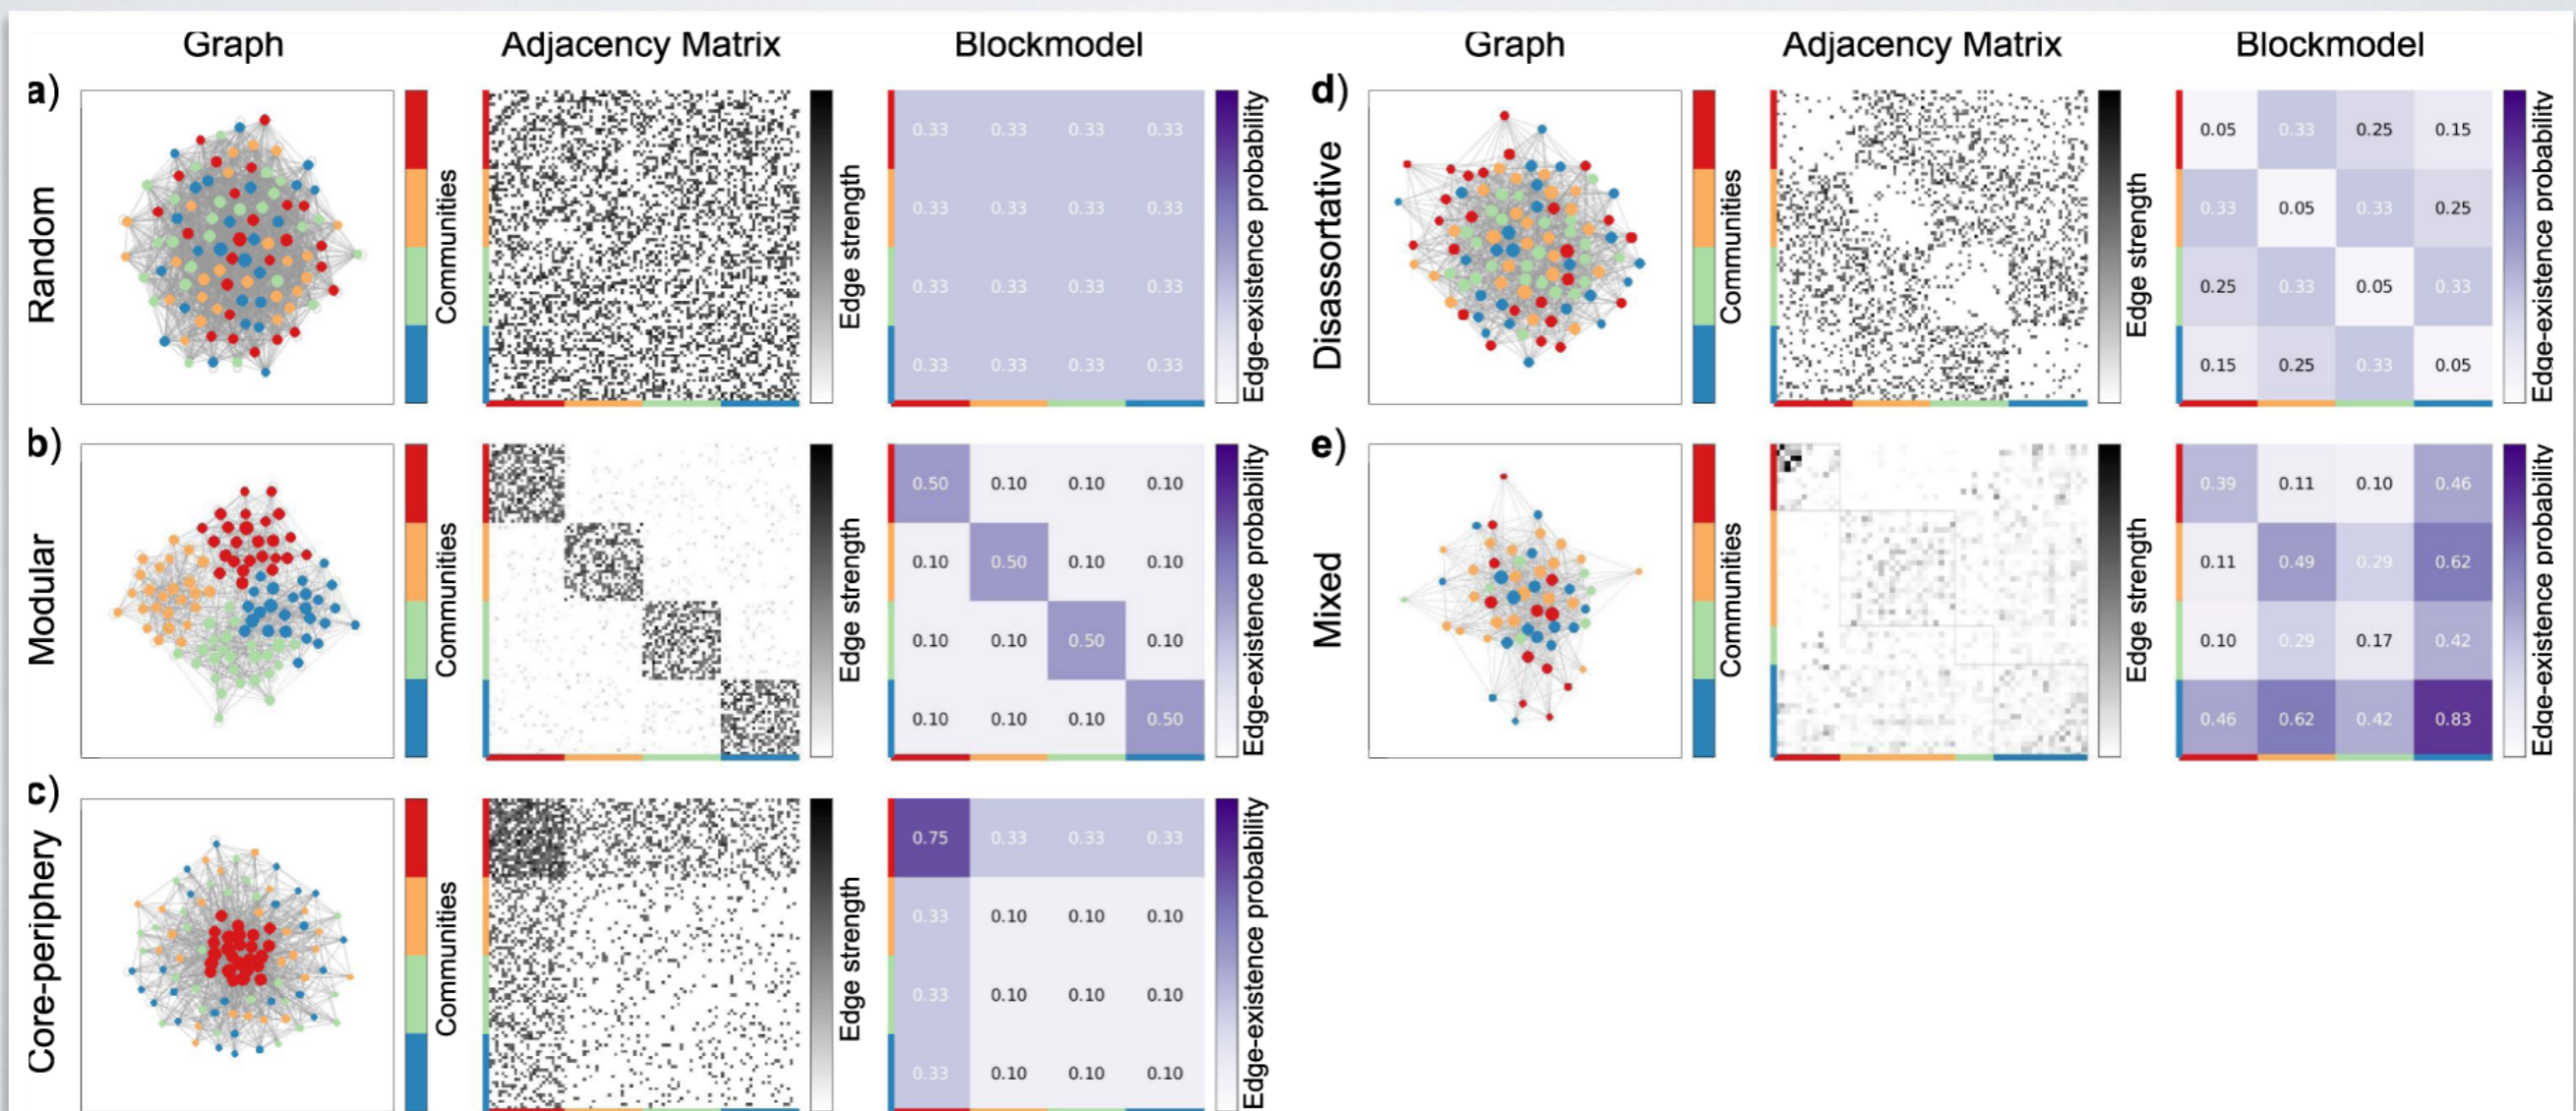 Graph Adjacency Matrix Blockmodel
a)
Random
Communities
Edge strength
0.33 0.33 0.33 0.33
0.33 0.33 0.33 0.33
0.33 0.33 0.33 0.33
0.33 0.33 0.33 0.33
Edge-existence probability
b)
Modular
Communities
Edge strength
0.50 0.10 0.10 0.10
0.10 0.50 0.10 0.10
0.10 0.10 0.50 0.10
0.10 0.10 0.10 0.50
Edge-existence probability
c)
Core-periphery
Communities
Edge strength
0.75 0.33 0.33 0.33
0.33 0.10 0.10 0.10
0.33 0.10 0.10 0.10
0.33 0.10 0.10 0.10
Edge-existence probability
Graph Adjacency Matrix Blockmodel
d)
Disassortative
Communities
Edge strength
0.05 0.33 0.25 0.15
0.33 0.05 0.33 0.25
0.25 0.33 0.05 0.33
0.15 0.25 0.33 0.05
Edge-existence probability
e)
Mixed
Communities
Edge strength
0.39 0.11 0.10 0.46
0.11 0.49 0.29 0.62
0.10 0.29 0.17 0.42
0.46 0.62 0.42 0.83
Edge-existence probability